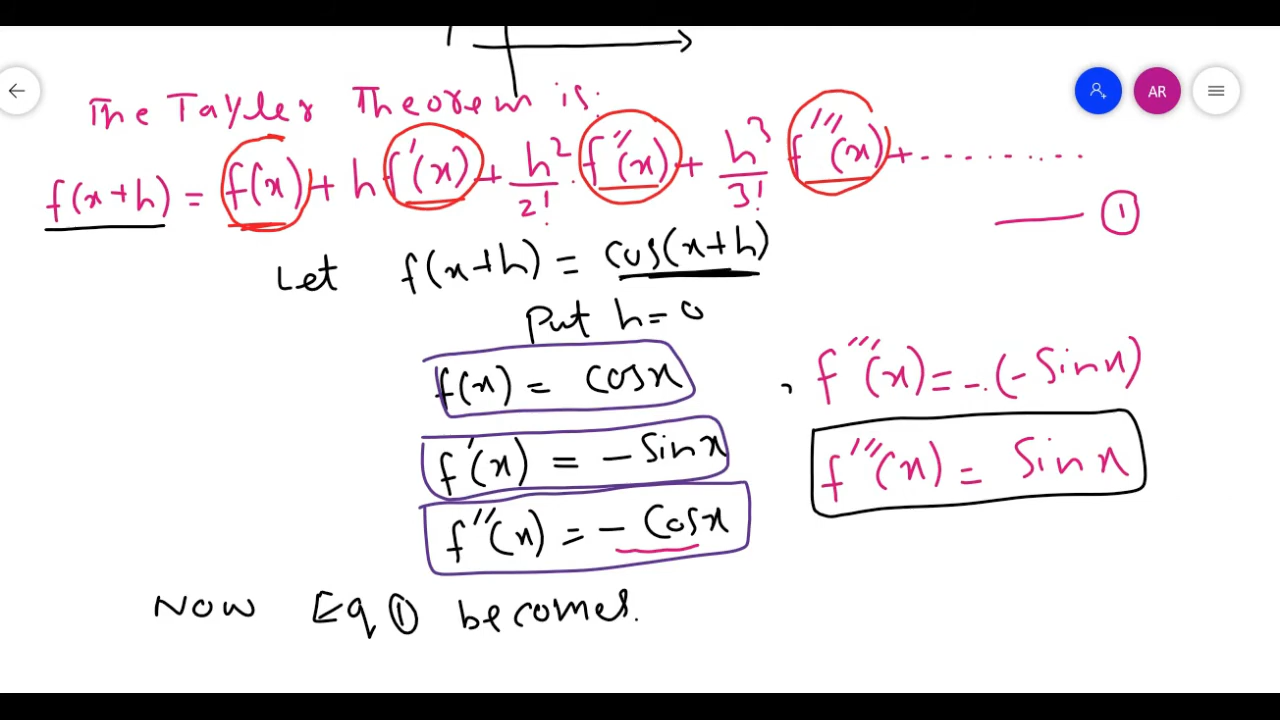 The Tayler Theorem is:
f(x+h) = f(x) + h f'(x) + h²/2! . f''(x) + h³/3! f'''(x) + ..........
—— ①
Let f(x+h) = cos(x+h)
Put h=0
f(x) = cosx , f'''(x) = -.(-Sinx)
f'(x) = - Sinx
f'''(x) = Sinx
f''(x) = - Cosx
Now Eq ① becomes.
AR